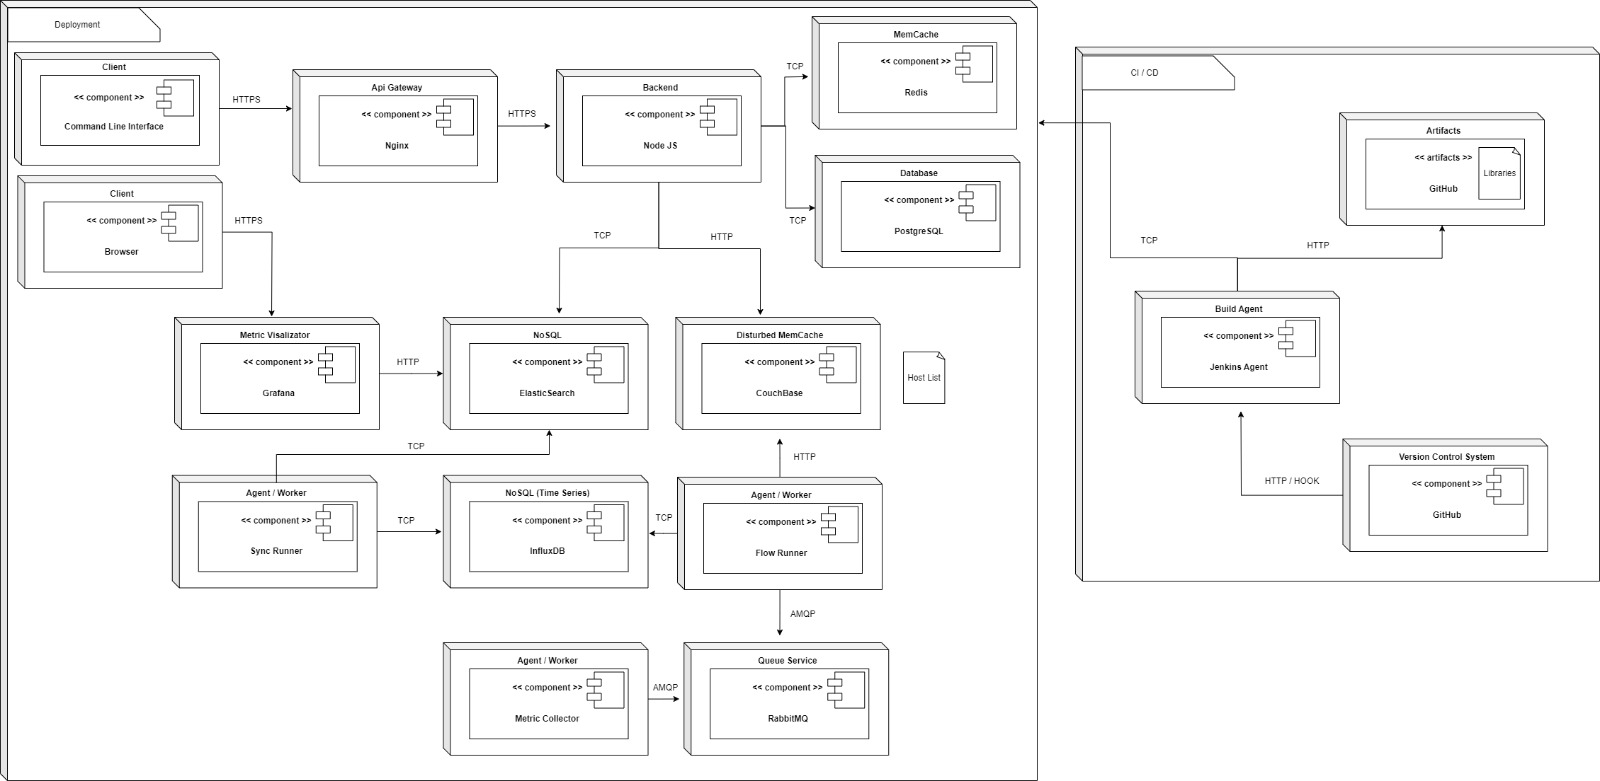 Deployment
Client
<< component >>
Command Line Interface
HTTPS
Api Gateway
<< component >>
Nginx
HTTPS
Backend
<< component >>
Node JS
TCP
MemCache
<< component >>
Redis
TCP
Database
<< component >>
PostgreSQL
Client
<< component >>
Browser
HTTPS
TCP
HTTP
Metric Visalizator
<< component >>
Grafana
HTTP
NoSQL
<< component >>
ElasticSearch
Disturbed MemCache
<< component >>
CouchBase
Host List
TCP
HTTP
Agent / Worker
<< component >>
Sync Runner
TCP
NoSQL (Time Series)
<< component >>
InfluxDB
TCP
Agent / Worker
<< component >>
Flow Runner
AMQP
Agent / Worker
<< component >>
Metric Collector
AMQP
Queue Service
<< component >>
RabbitMQ
CI / CD
Artifacts
<< artifacts >>
GitHub
Libraries
TCP
HTTP
Build Agent
<< component >>
Jenkins Agent
HTTP / HOOK
Version Control System
<< component >>
GitHub